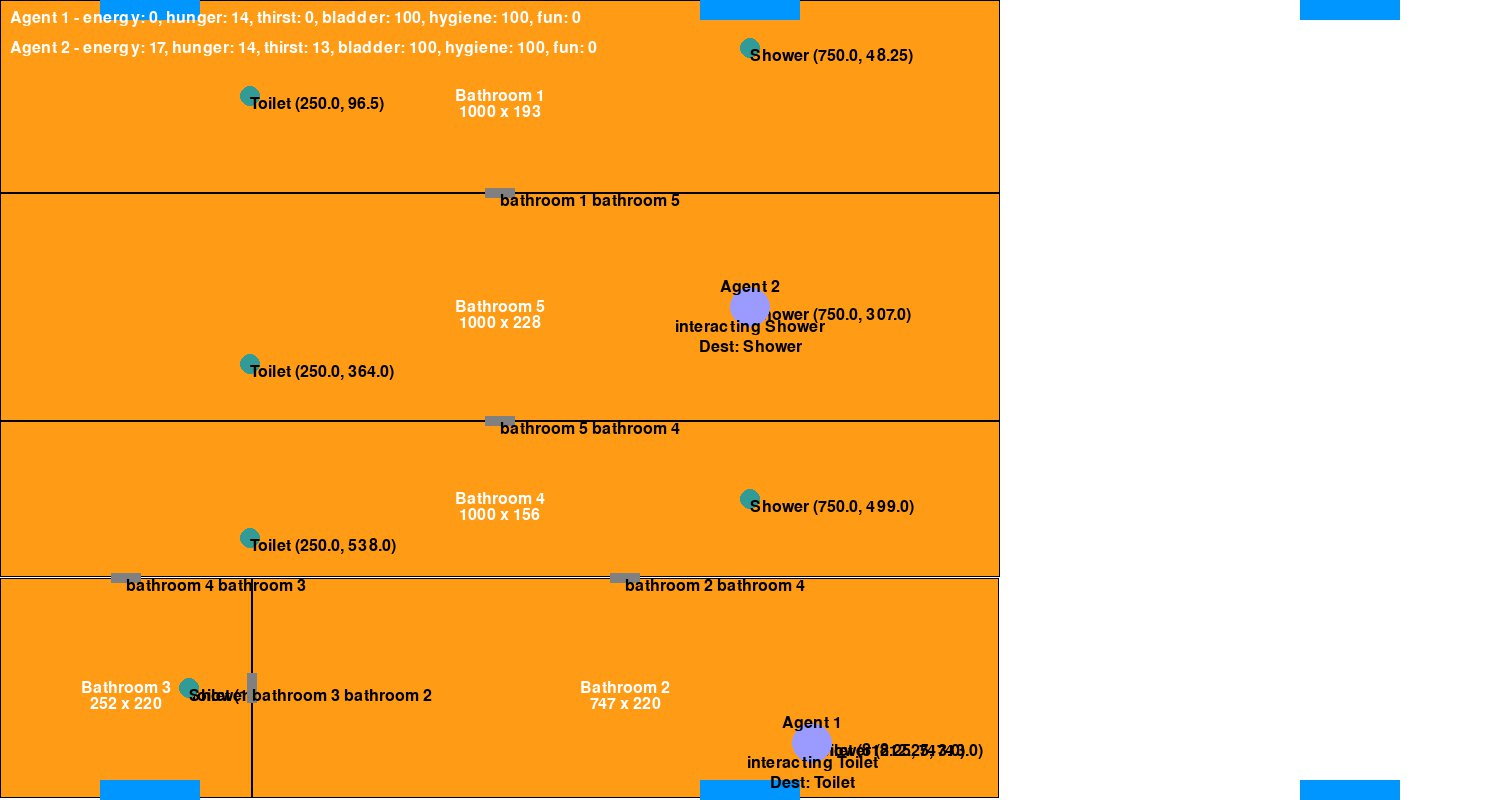 Agent 1 - energy: 0, hunger: 14, thirst: 0, bladder: 100, hygiene: 100, fun: 0
Agent 2 - energy: 17, hunger: 14, thirst: 13, bladder: 100, hygiene: 100, fun: 0
Shower (750.0, 48.25)
Toilet (250.0, 96.5)
Bathroom 1
1000 x 193
bathroom 1 bathroom 5
Agent 2
Bathroom 5
1000 x 228
ower (750.0, 307.0)
interacting Shower
Dest: Shower
Toilet (250.0, 364.0)
bathroom 5 bathroom 4
Bathroom 4
1000 x 156
Shower (750.0, 499.0)
Toilet (250.0, 538.0)
bathroom 4 bathroom 3
bathroom 2 bathroom 4
Bathroom 3
252 x 220
bathroom 3 bathroom 2
Bathroom 2
747 x 220
Agent 1
interacting Toilet
Dest: Toilet